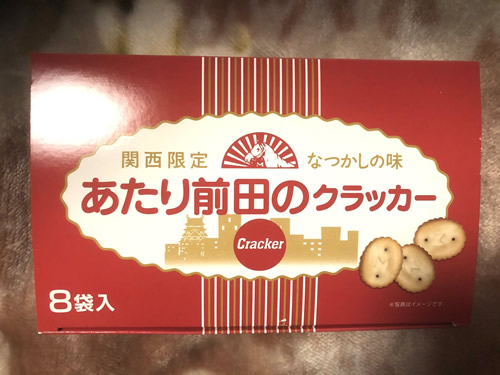 関西限定 なつかしの味
あたり前田のクラッカー
Cracker
8袋入
※写真はイメージです